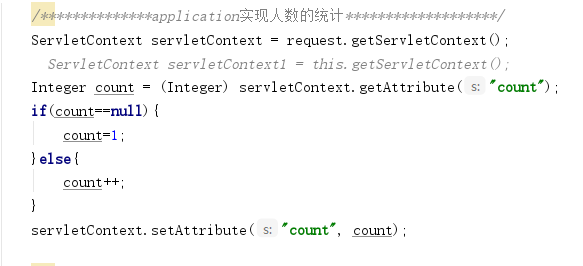 /**************application实现人数的统计*******************/
ServletContext servletContext = request.getServletContext();
ServletContext servletContext1 = this.getServletContext();
Integer count = (Integer) servletContext.getAttribute( s: "count");
if(count==null){
count=1;
}else{
count++;
}
servletContext.setAttribute( s: "count", count);